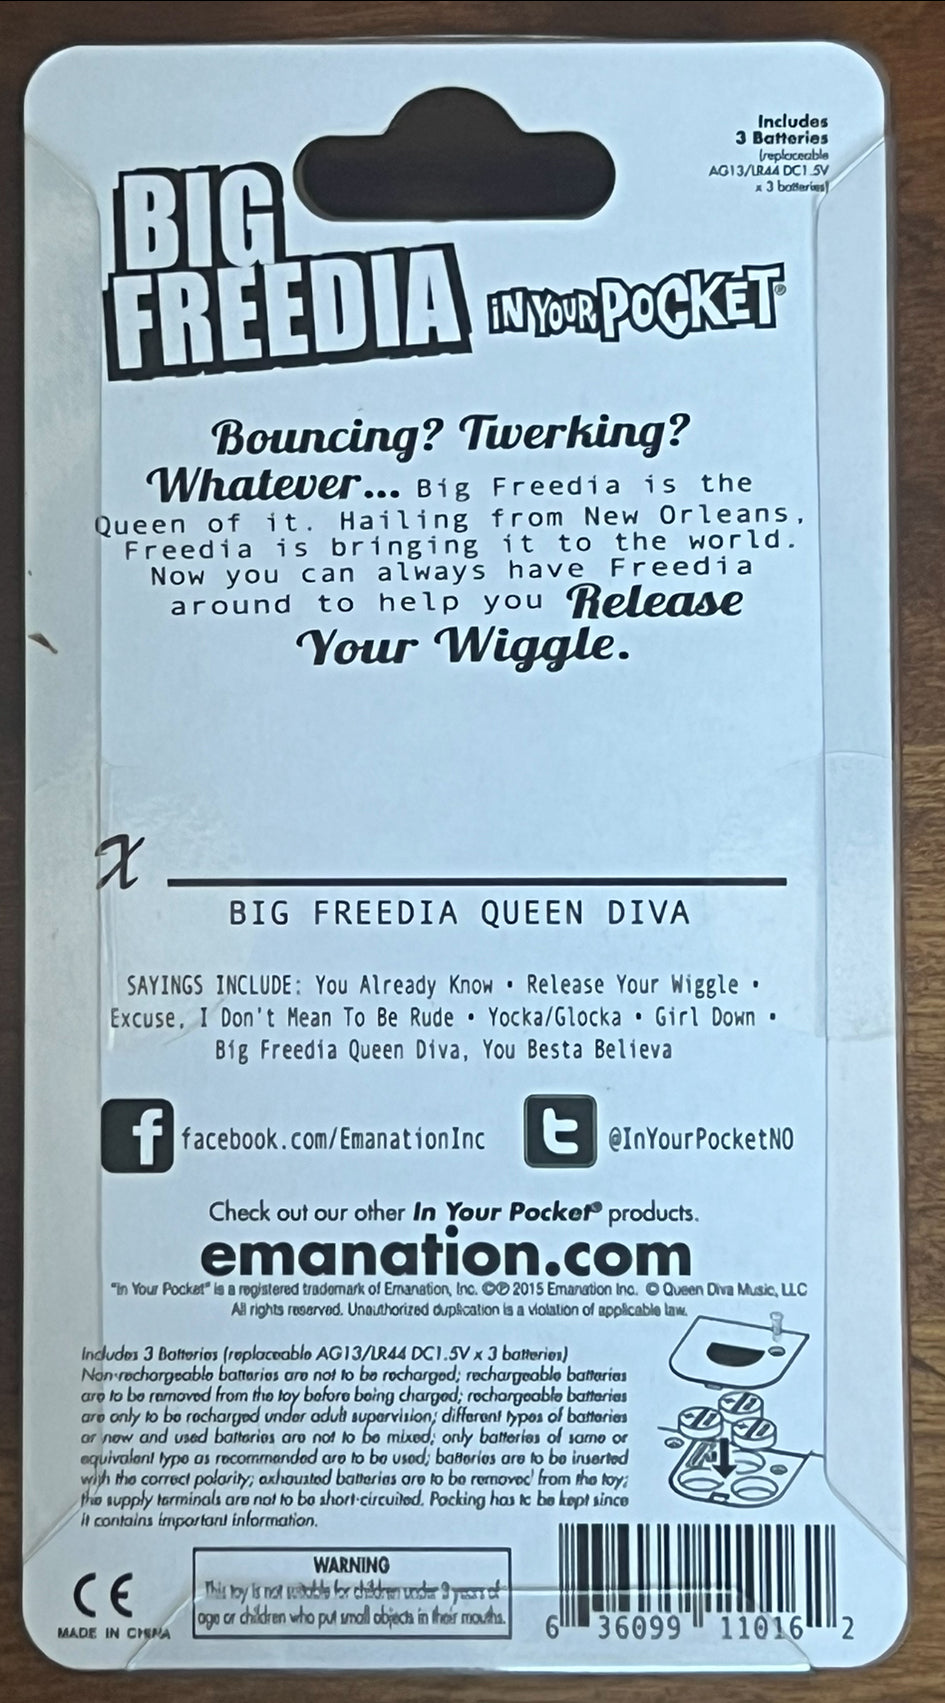 Includes
3 Batteries
(replaceable
AG13/LR44 DC1.5V
x 3 batteries)
BIG
FREEDIA
iN YOUR POCKET®
Bouncing? Twerking?
Whatever... Big Freedia is the
Queen of it. Hailing from New Orleans,
Freedia is bringing it to the world.
Now you can always have Freedia
around to help you Release
Your Wiggle.
X
BIG FREEDIA QUEEN DIVA
SAYINGS INCLUDE: You Already Know • Release Your Wiggle •
Excuse, I Don't Mean To Be Rude • Yocka/Glocka • Girl Down •
Big Freedia Queen Diva, You Besta Believa
f facebook.com/EmanationInc t @InYourPocketNO
Check out our other In Your Pocket® products.
emanation.com
"In Your Pocket" is a registered trademark of Emanation, Inc. ©℗ 2015 Emanation Inc. © Queen Diva Music, LLC
All rights reserved. Unauthorized duplication is a violation of applicable law.
Includes 3 Batteries (replaceable AG13/LR44 DC1.5V x 3 batteries)
Non-rechargeable batteries are not to be recharged; rechargeable batteries
are to be removed from the toy before being charged; rechargeable batteries
are only to be recharged under adult supervision; different types of batteries
or new and used batteries are not to be mixed; only batteries of same or
equivalent type as recommended are to be used; batteries are to be inserted
with the correct polarity; exhausted batteries are to be removed from the toy;
the supply terminals are not to be short-circuited. Packing has to be kept since
it contains important information.
CE
MADE IN CHINA
WARNING
This toy is not suitable for children under 3 years of
age or children who put small objects in their mouths.
6 36099 11016 2